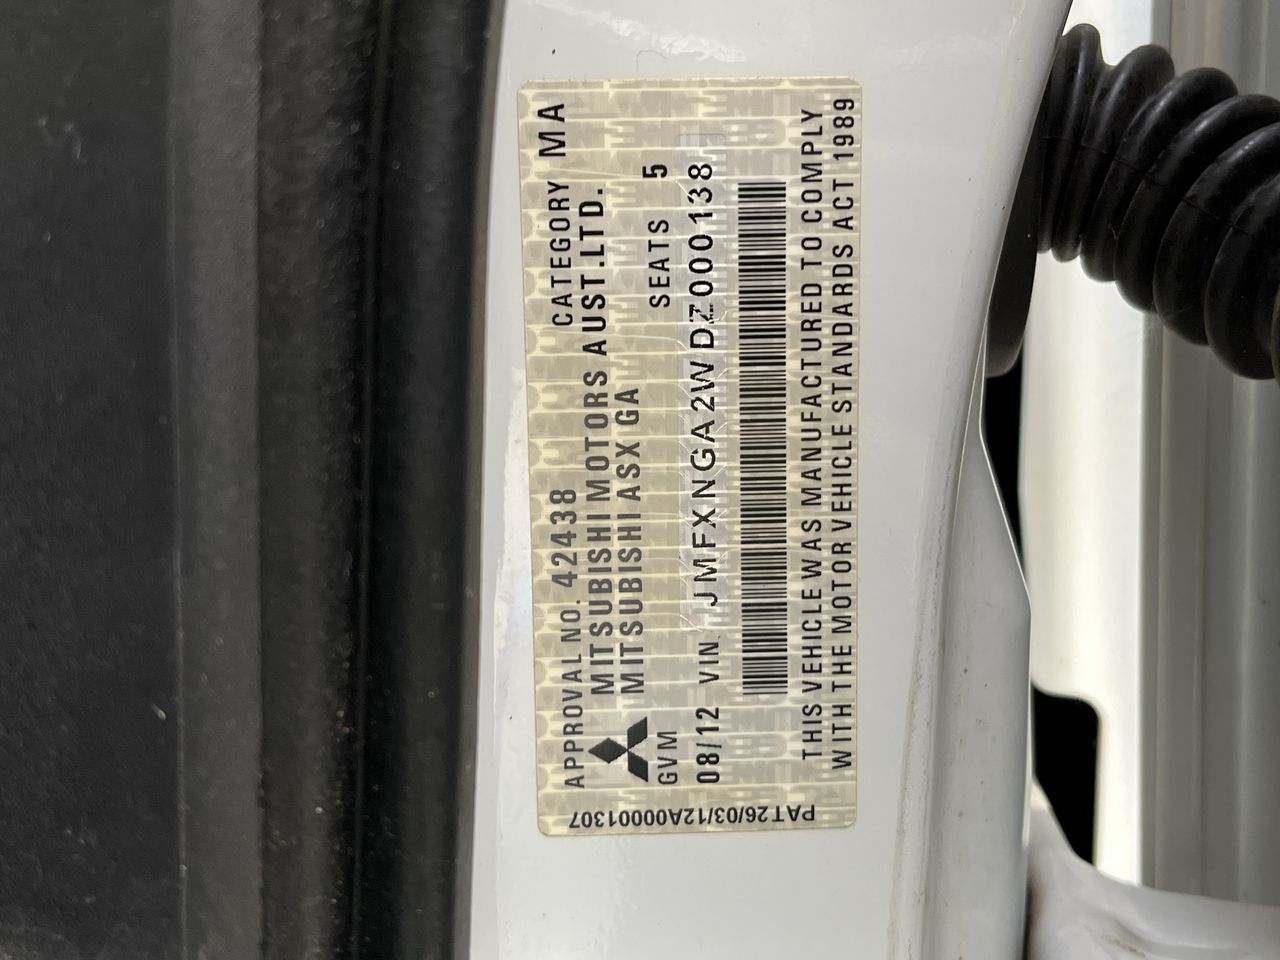 APPROVAL NO. 42438 CATEGORY MA
MITSUBISHI MOTORS AUST.LTD.
MITSUBISHI ASX GA
GVM SEATS 5
08/12 VIN JMFXNGA2WDZ000138
THIS VEHICLE WAS MANUFACTURED TO COMPLY
WITH THE MOTOR VEHICLE STANDARDS ACT 1989
PAT26/03/12A00001307